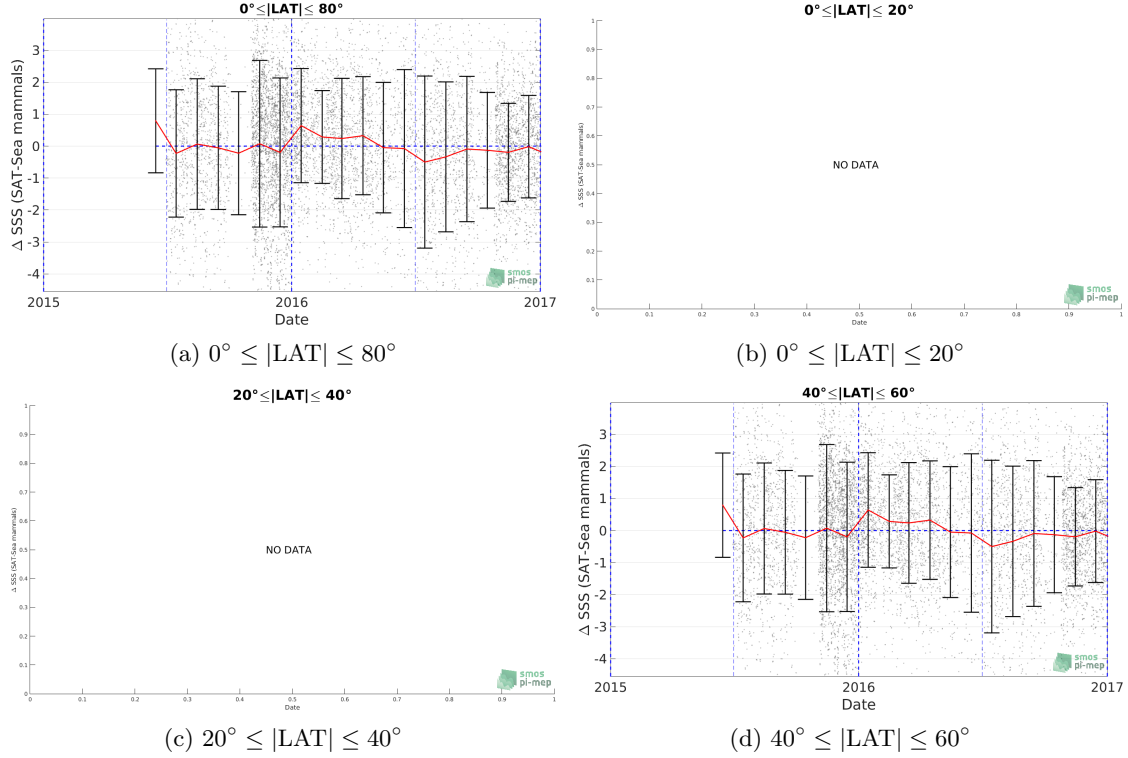 0°≤|LAT|≤ 80°
Δ SSS (SAT-Sea mammals)
3
2
1
0
-1
-2
-3
-4
smos
pi-mep
2015
2016
2017
Date
(a) 0° ≤ |LAT| ≤ 80°
0°≤|LAT|≤ 20°
Δ SSS (SAT-Sea mammals)
1
0.9
0.8
0.7
0.6
0.5
0.4
0.3
0.2
0.1
0
NO DATA
smos
pi-mep
0 0.1 0.2 0.3 0.4 0.5 0.6 0.7 0.8 0.9 1
Date
(b) 0° ≤ |LAT| ≤ 20°
20°≤|LAT|≤ 40°
Δ SSS (SAT-Sea mammals)
1
0.9
0.8
0.7
0.6
0.5
0.4
0.3
0.2
0.1
0
NO DATA
smos
pi-mep
0 0.1 0.2 0.3 0.4 0.5 0.6 0.7 0.8 0.9 1
Date
(c) 20° ≤ |LAT| ≤ 40°
40°≤|LAT|≤ 60°
Δ SSS (SAT-Sea mammals)
3
2
1
0
-1
-2
-3
-4
smos
pi-mep
2015
2016
2017
Date
(d) 40° ≤ |LAT| ≤ 60°